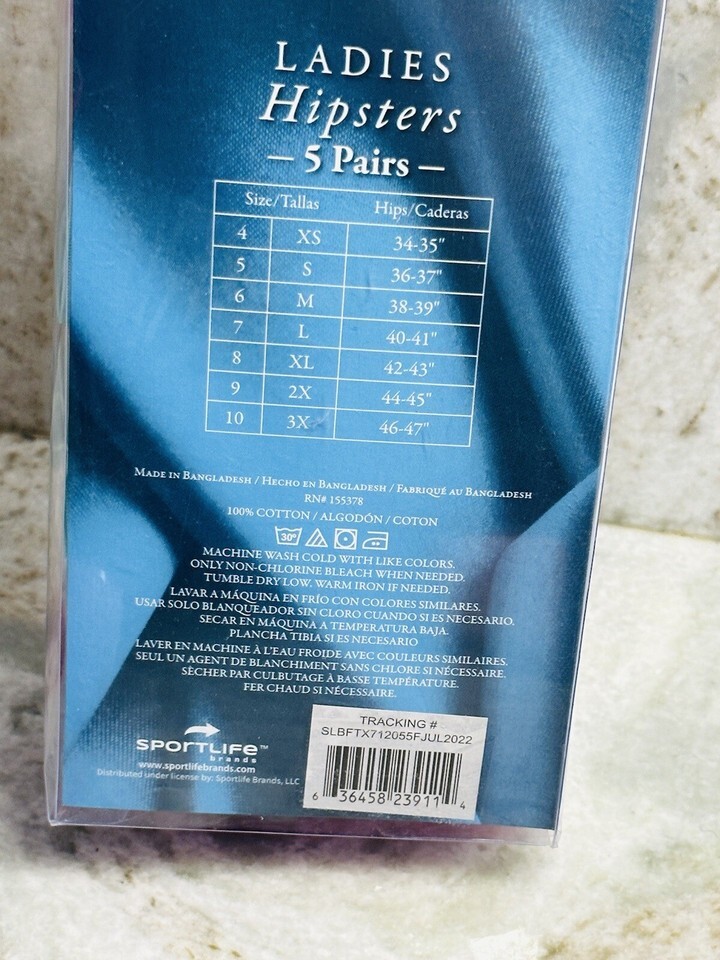 LADIES
Hipsters
— 5 Pairs —
Size/Tallas Hips/Caderas
4 XS 34-35"
5 S 36-37"
6 M 38-39"
7 L 40-41"
8 XL 42-43"
9 2X 44-45"
10 3X 46-47"
MADE IN BANGLADESH / HECHO EN BANGLADESH / FABRIQUÉ AU BANGLADESH
RN# 155378
100% COTTON / ALGODÓN / COTON
30°
MACHINE WASH COLD WITH LIKE COLORS.
ONLY NON-CHLORINE BLEACH WHEN NEEDED.
TUMBLE DRY LOW, WARM IRON IF NEEDED.
LAVAR A MÁQUINA EN FRÍO CON COLORES SIMILARES.
USAR SOLO BLANQUEADOR SIN CLORO CUANDO SI ES NECESARIO.
SECAR EN MÁQUINA A TEMPERATURA BAJA.
PLANCHA TIBIA SI ES NECESARIO
LAVER EN MACHINE À L'EAU FROIDE AVEC COULEURS SIMILAIRES.
SEUL UN AGENT DE BLANCHIMENT SANS CHLORE SI NÉCESSAIRE.
SÈCHER PAR CULBUTAGE À BASSE TEMPÉRATURE.
FER CHAUD SI NÉCESSAIRE.
SPORTLIFE™
brands
www.sportlifebrands.com
Distributed under license by: Sportlife Brands, LLC
TRACKING #
SLBFTX712055FJUL2022
6 36458 23911 4